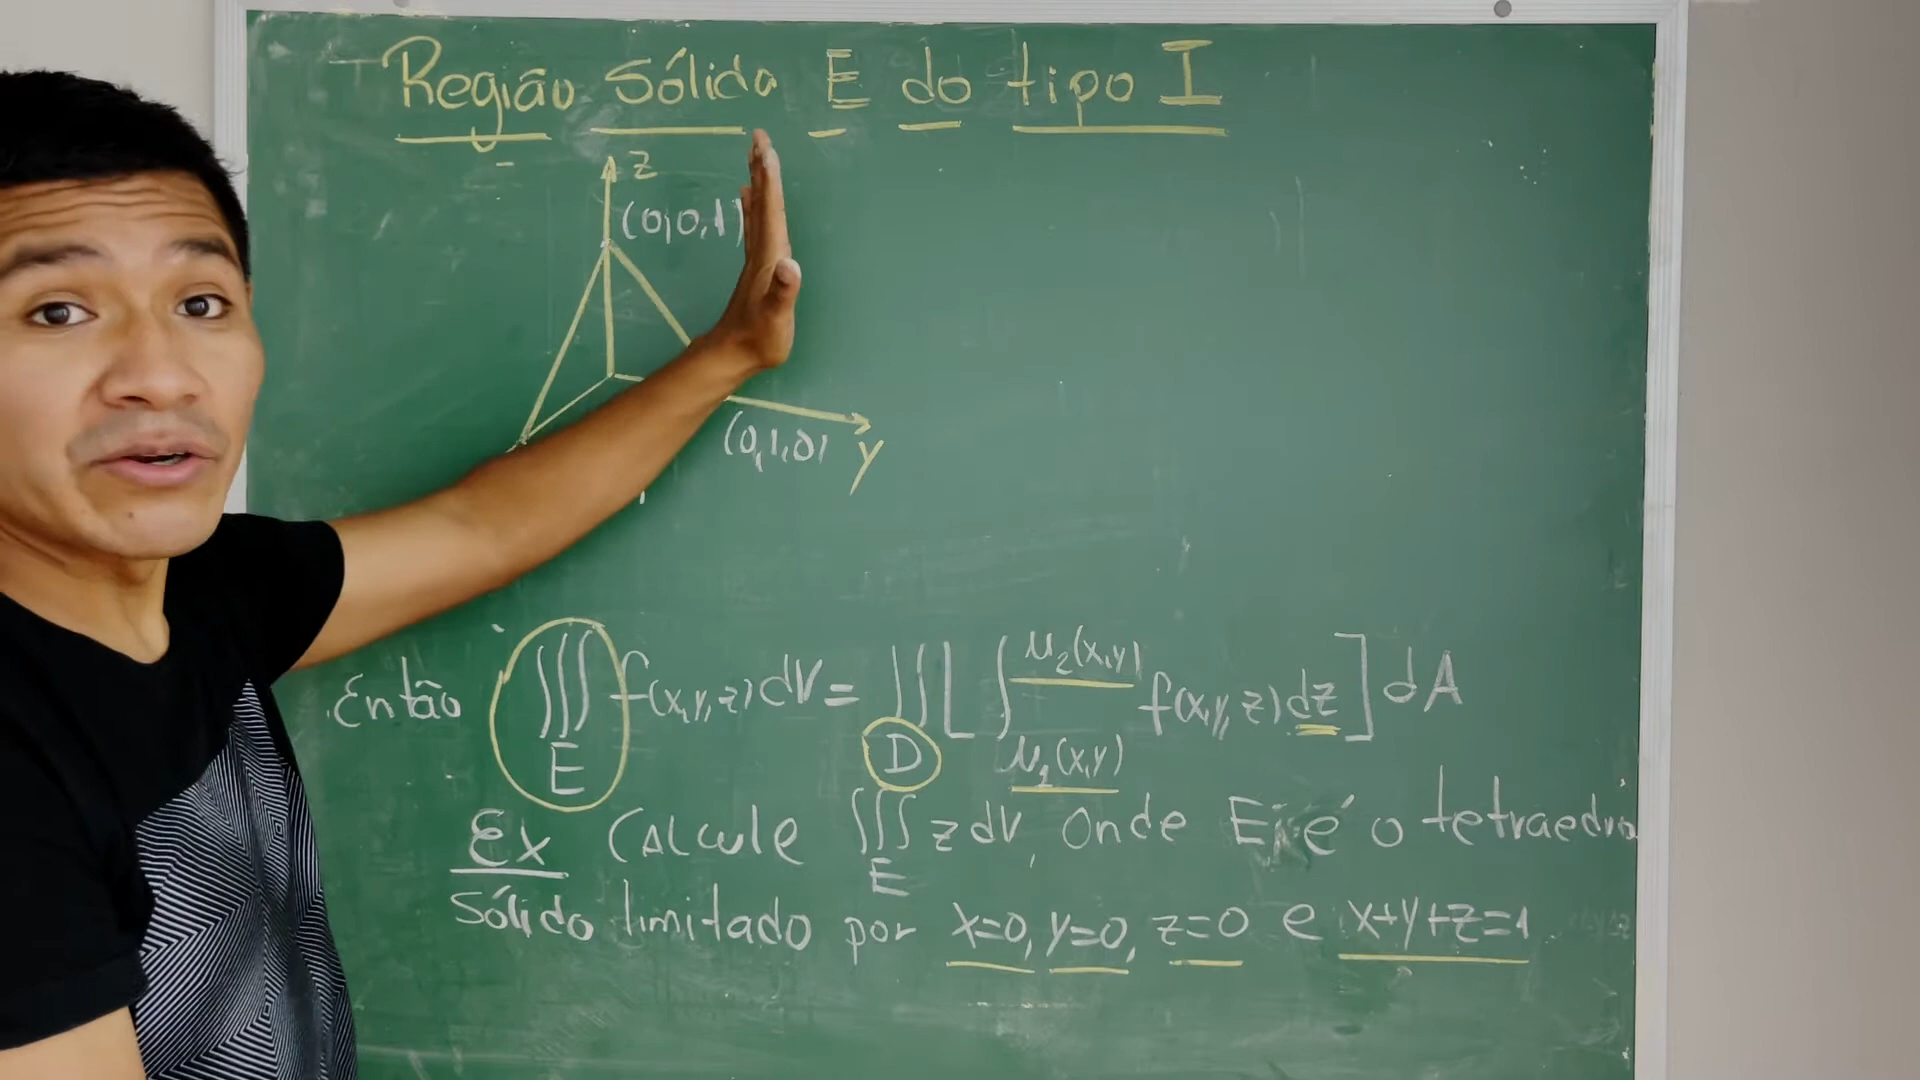 Região Sólida E do tipo I
z
(0,0,1)
(0,1,0) y
Então ∭ f(x,y,z) dV = ∬ [ ∫ f(x,y,z) dz ] dA
u₂(x,y)
E D u₁(x,y)
Ex Calcule ∭ z dV, Onde E é o tetraedro
E
Sólido limitado por x=0, y=0, z=0 e x+y+z=1